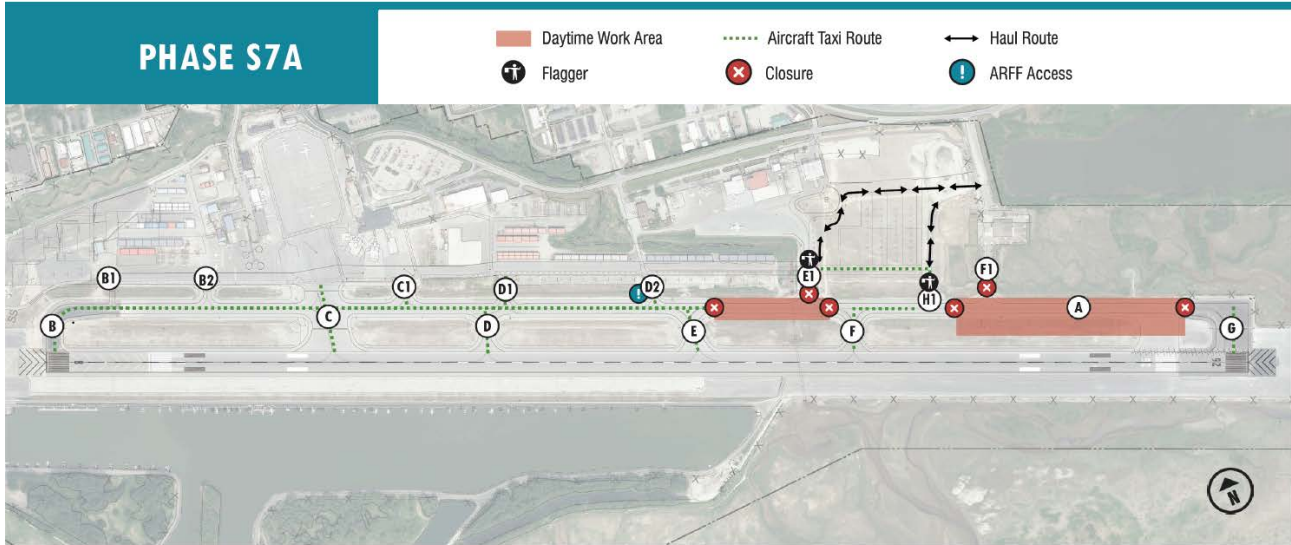 PHASE S7A
Daytime Work Area
Aircraft Taxi Route
Haul Route
Flagger
Closure
ARFF Access
B1
B2
C1
D1
D2
E1
F1
H1
B
C
D
E
F
A
G
26
N